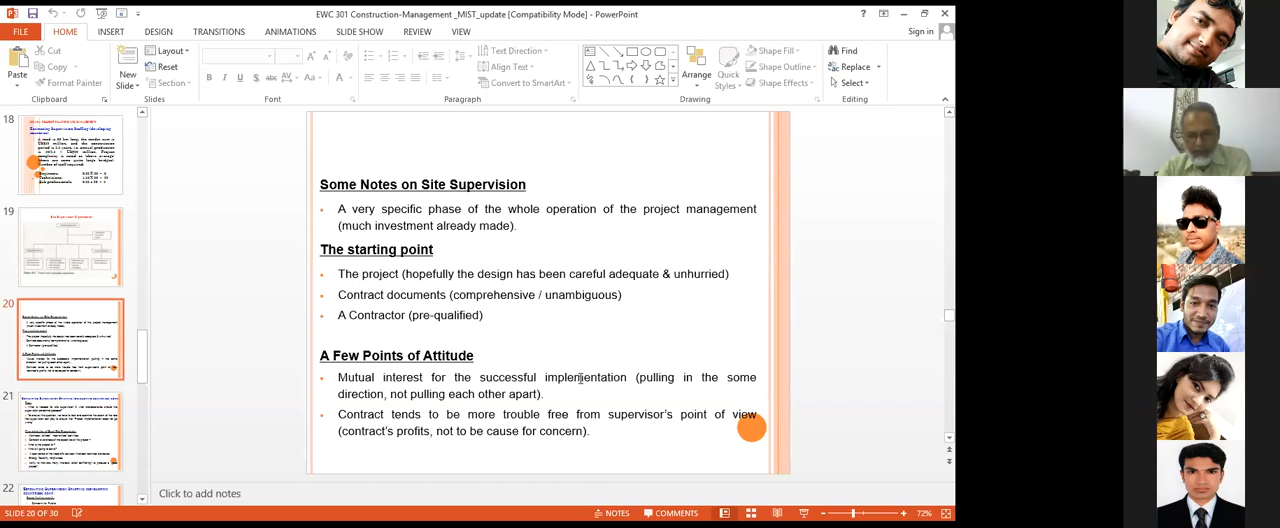 EWC 301 Construction-Management _MIST_update [Compatibility Mode] - PowerPoint
Sign in
FILE HOME INSERT DESIGN TRANSITIONS ANIMATIONS SLIDE SHOW REVIEW VIEW
Paste
Cut
Copy
Format Painter
Clipboard
New Slide
Layout
Reset
Section
Slides
Font
Text Direction
Align Text
Convert to SmartArt
Paragraph
Arrange
Quick Styles
Shape Fill
Shape Outline
Shape Effects
Drawing
Find
Replace
Select
Editing
18
19
20
21
22
Some Notes on Site Supervision
A very specific phase of the whole operation of the project management
(much investment already made).
The starting point
The project (hopefully the design has been careful adequate & unhurried)
Contract documents (comprehensive / unambiguous)
A Contractor (pre-qualified)
A Few Points of Attitude
Mutual interest for the successful implementation (pulling in the some
direction, not pulling each other apart).
Contract tends to be more trouble free from supervisor's point of view
(contract's profits, not to be cause for concern).
Click to add notes
SLIDE 20 OF 30
NOTES
COMMENTS
72%